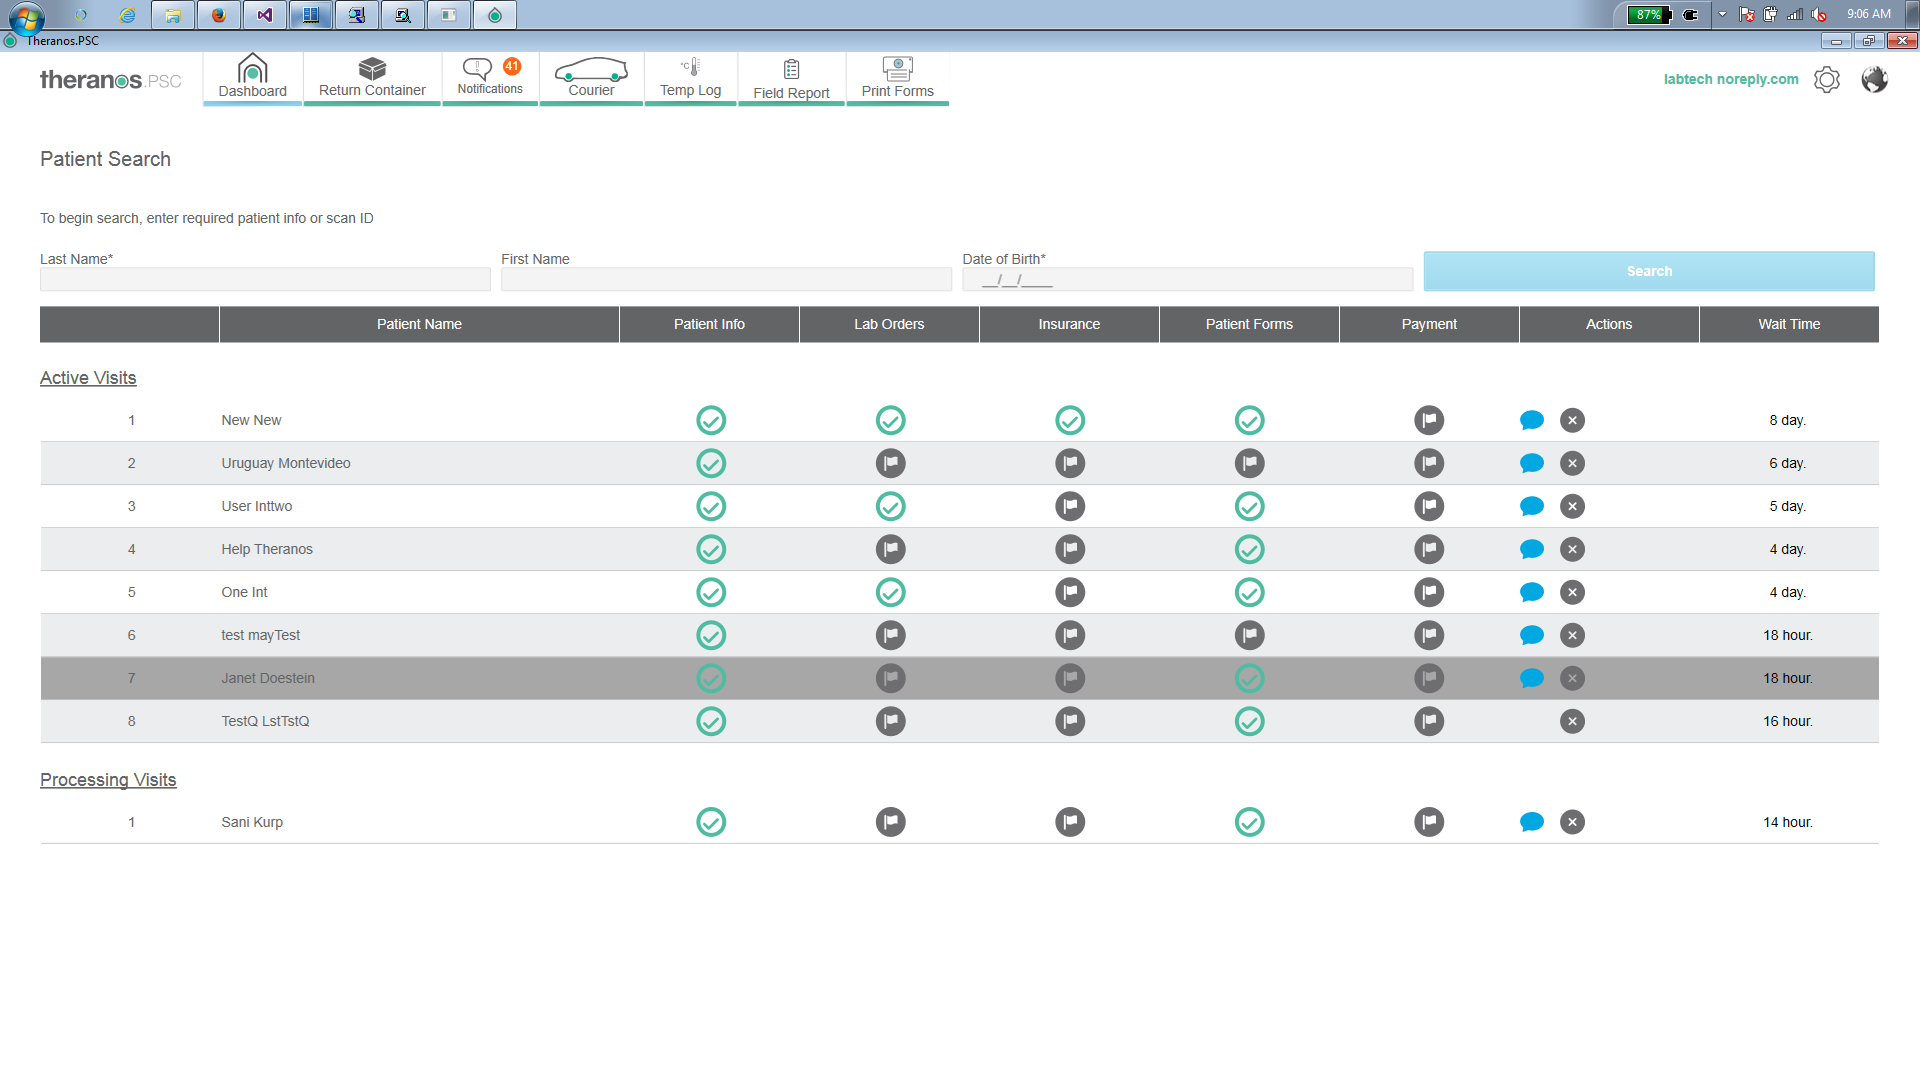 87%
9:06 AM
Theranos.PSC
theranos.PSC
Dashboard
Return Container
41
Notifications
Courier
°C
Temp Log
Field Report
Print Forms
labtech noreply.com
Patient Search
To begin search, enter required patient info or scan ID
Last Name*
First Name
Date of Birth*
__/__/____
Search
Patient Name Patient Info Lab Orders Insurance Patient Forms Payment Actions Wait Time
Active Visits
1 New New 8 day.
2 Uruguay Montevideo 6 day.
3 User Inttwo 5 day.
4 Help Theranos 4 day.
5 One Int 4 day.
6 test mayTest 18 hour.
7 Janet Doestein 18 hour.
8 TestQ LstTstQ 16 hour.
Processing Visits
1 Sani Kurp 14 hour.